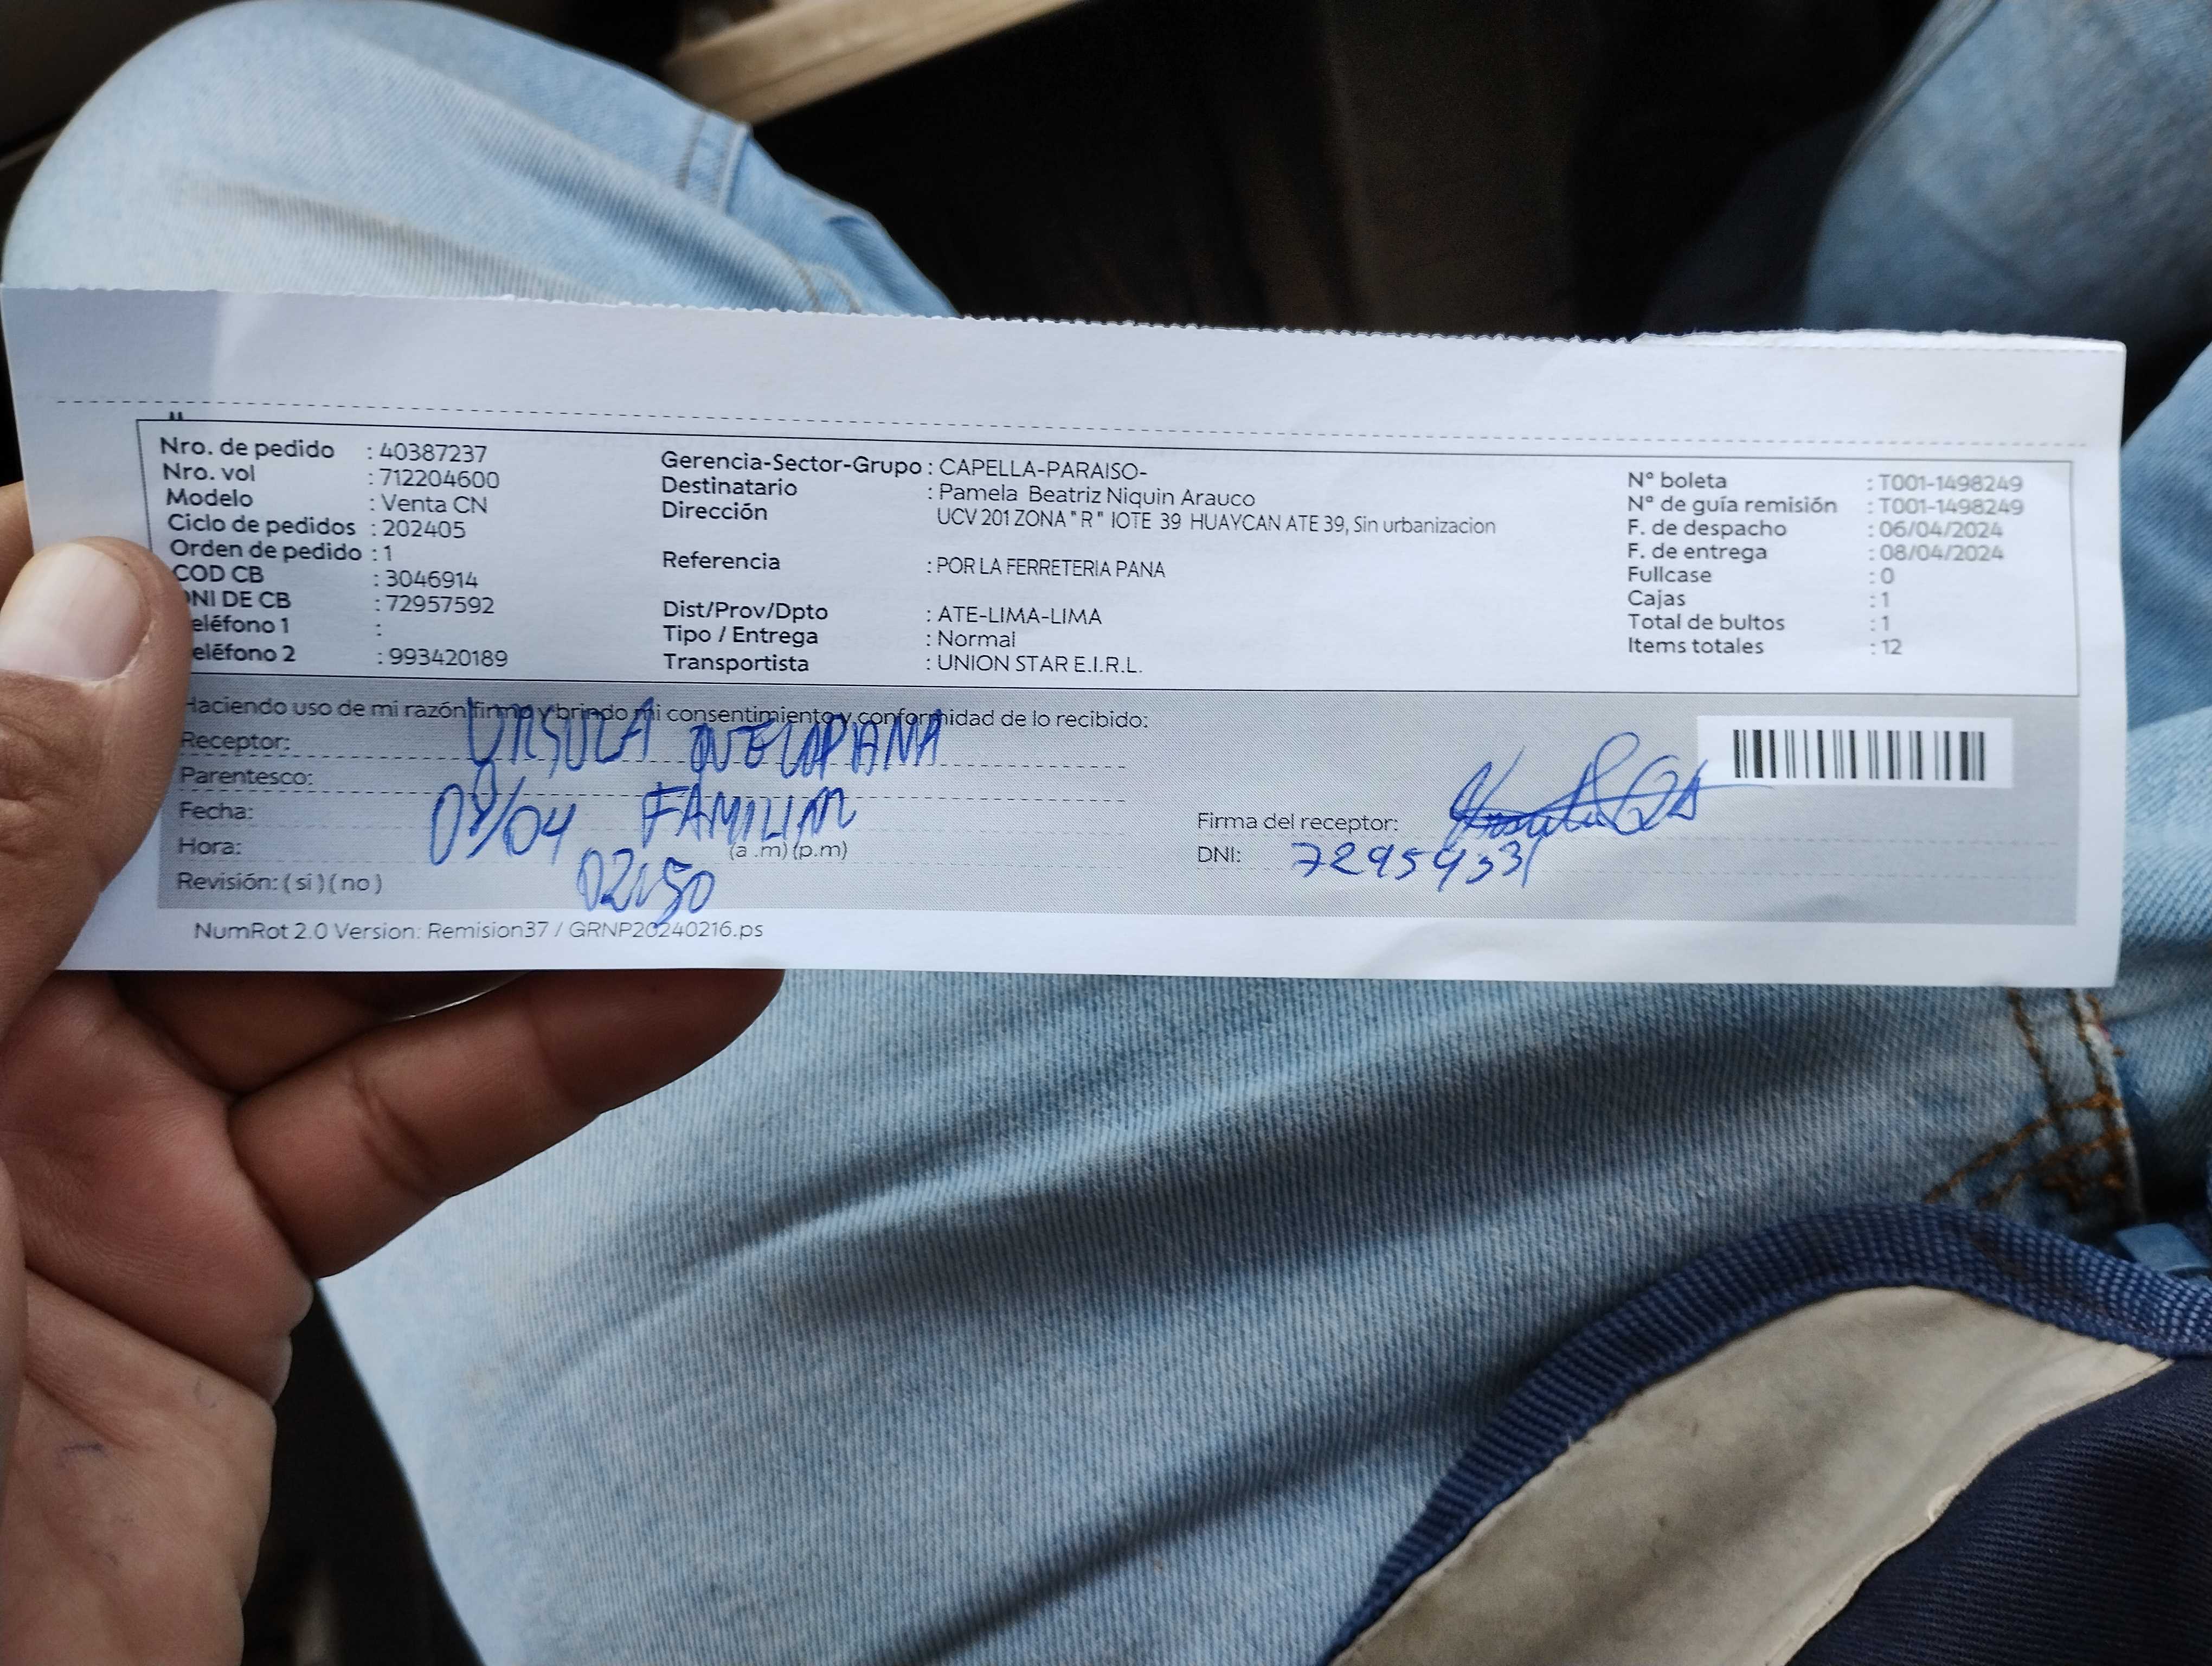 Nro. de pedido : 40387237
Nro. vol : 712204600
Modelo : Venta CN
Ciclo de pedidos : 202405
Orden de pedido : 1
COD CB : 3046914
DNI DE CB : 72957592
eléfono 1 :
eléfono 2 : 993420189
Gerencia-Sector-Grupo : CAPELLA-PARAISO-
Destinatario : Pamela Beatriz Niquin Arauco
Dirección UCV 201 ZONA " R " lOTE 39 HUAYCAN ATE 39, Sin urbanizacion
Referencia : POR LA FERRETERIA PANA
Dist/Prov/Dpto : ATE-LIMA-LIMA
Tipo / Entrega : Normal
Transportista : UNION STAR E.I.R.L.
N° boleta : T001-1498249
N° de guía remisión : T001-1498249
F. de despacho : 06/04/2024
F. de entrega : 08/04/2024
Fullcase : 0
Cajas : 1
Total de bultos : 1
Items totales : 12
Haciendo uso de mi razón firmo y brindo mi consentimiento y conformidad de lo recibido:
Receptor: URSULA
Parentesco:
Fecha: 08/04 FAMILIAR
Hora: (a .m) (p.m)
02:50
Revisión: ( si ) ( no )
Firma del receptor:
DNI:
NumRot 2.0 Version: Remision37 / GRNP20240216.ps